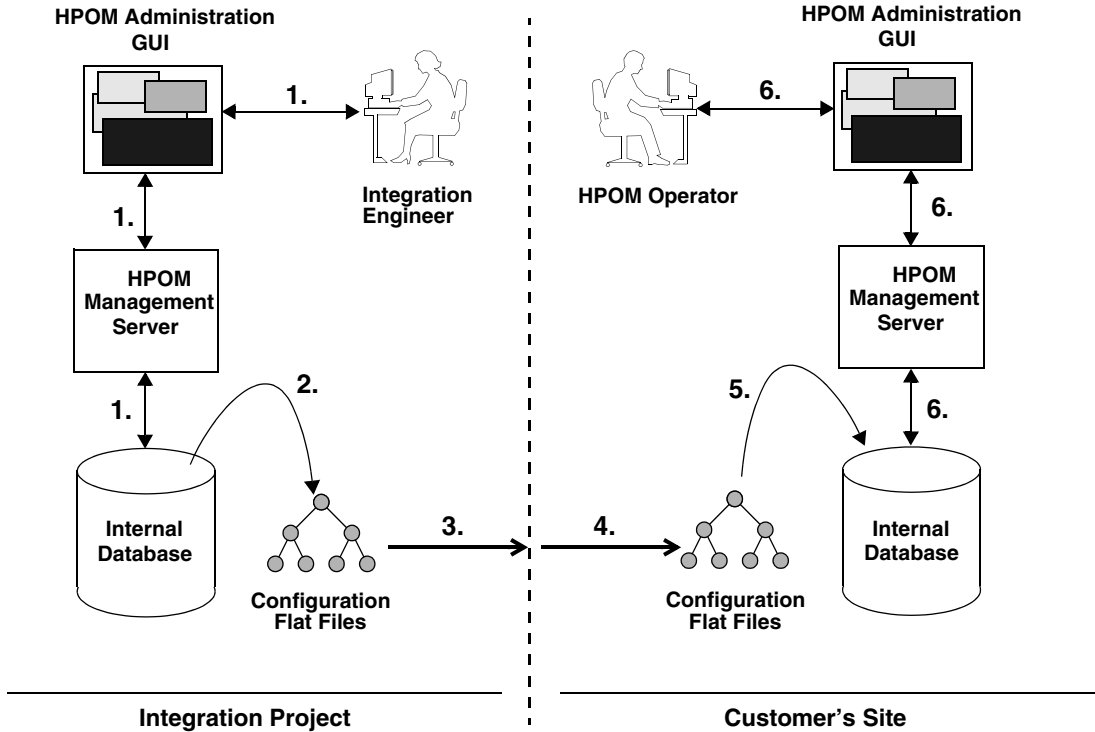 HPOM Administration
GUI
1.
Integration
Engineer
1.
HPOM
Management
Server
1.
2.
Internal
Database
Configuration
Flat Files
3.
Integration Project
HPOM Administration
GUI
6.
HPOM Operator
6.
HPOM
Management
Server
5.
6.
4.
Configuration
Flat Files
Internal
Database
Customer's Site